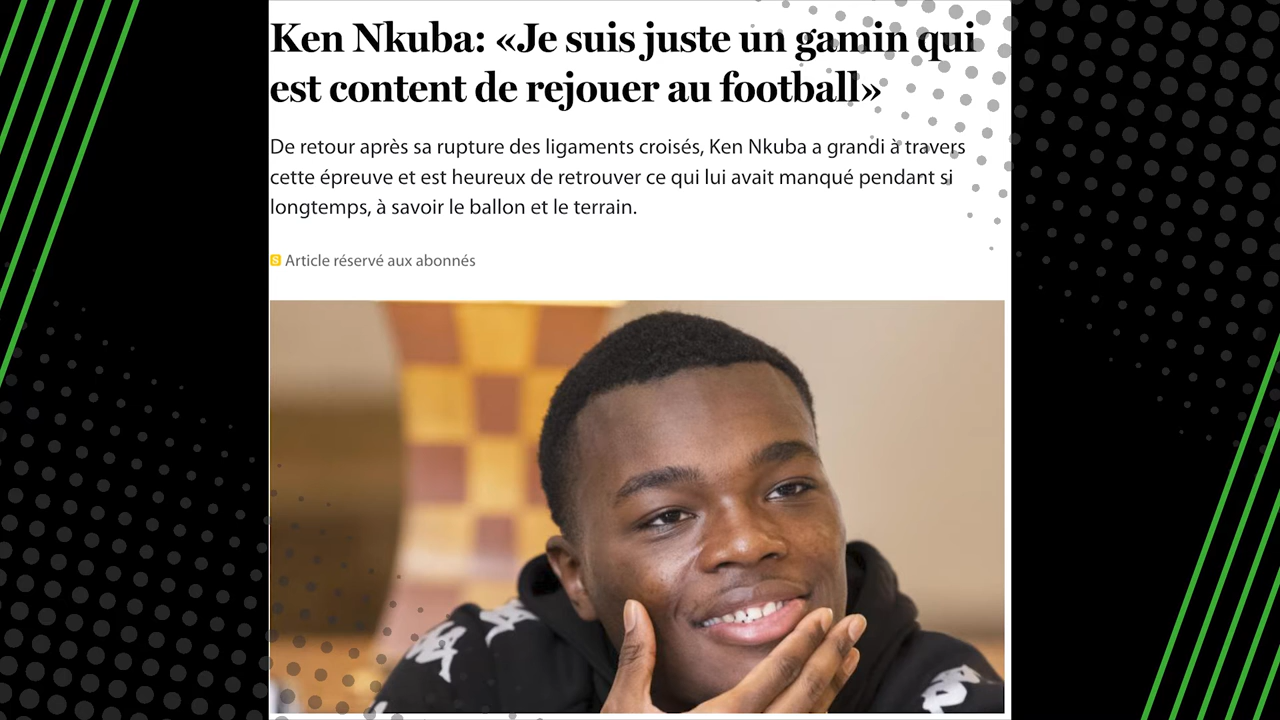 Ken Nkuba: «Je suis juste un gamin qui
est content de rejouer au football»
De retour après sa rupture des ligaments croisés, Ken Nkuba a grandi à travers
cette épreuve et est heureux de retrouver ce qui lui avait manqué pendant si
longtemps, à savoir le ballon et le terrain.
S Article réservé aux abonnés